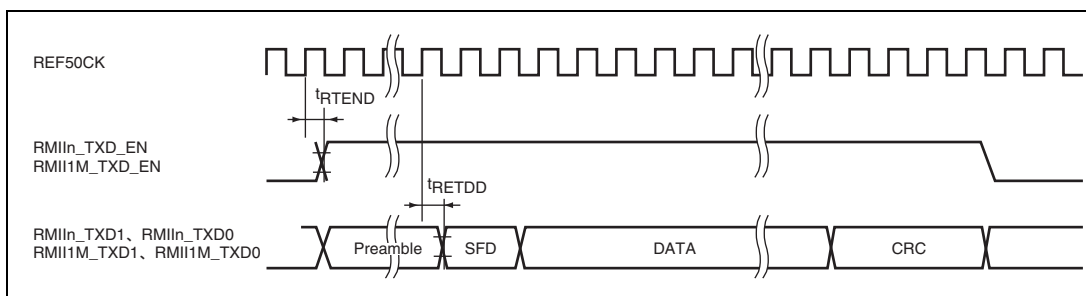 REF50CK
tRTEND
RMIIn_TXD_EN
RMII1M_TXD_EN
tRETDD
RMIIn_TXD1、RMIIn_TXD0
RMII1M_TXD1、RMII1M_TXD0
Preamble
SFD
DATA
CRC